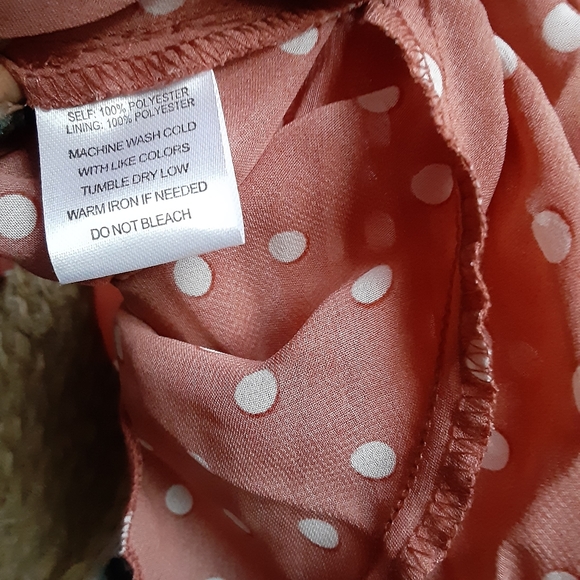 SELF: 100% POLYESTER
LINING: 100% POLYESTER
MACHINE WASH COLD
WITH LIKE COLORS
TUMBLE DRY LOW
WARM IRON IF NEEDED
DO NOT BLEACH